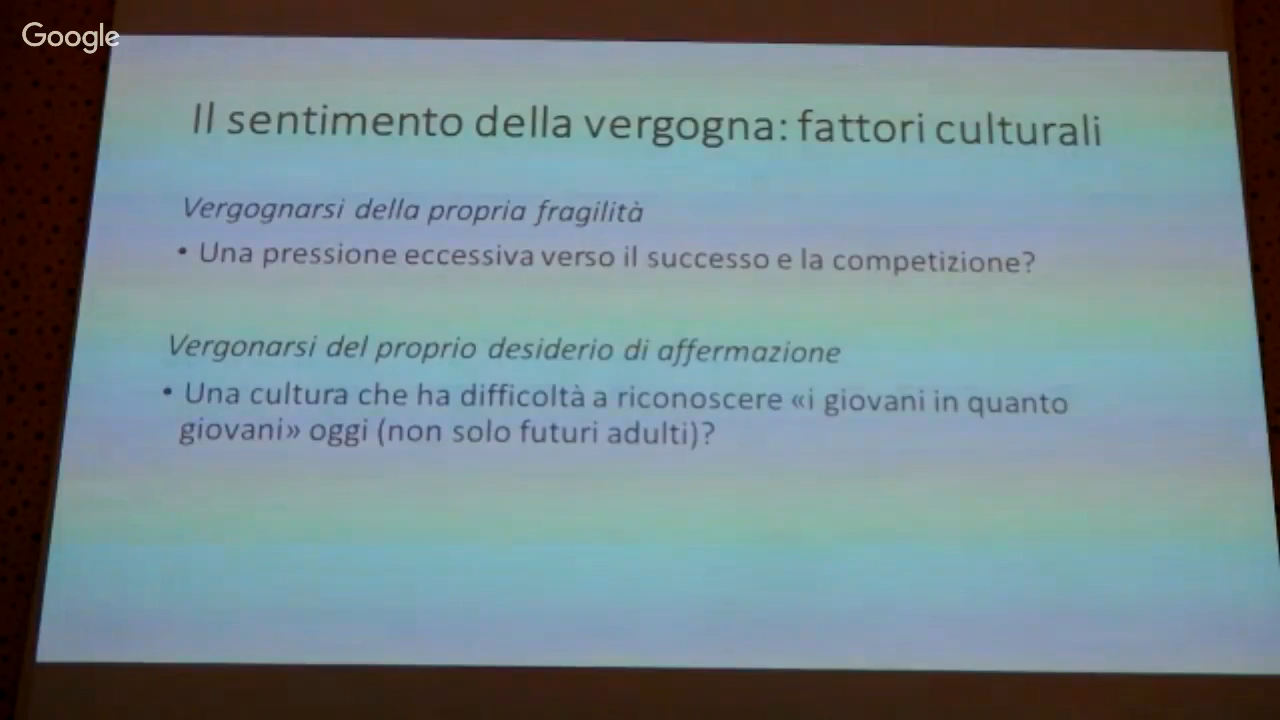 Google
Il sentimento della vergogna: fattori culturali
Vergognarsi della propria fragilità
• Una pressione eccessiva verso il successo e la competizione?
Vergonarsi del proprio desiderio di affermazione
• Una cultura che ha difficoltà a riconoscere «i giovani in quanto
giovani» oggi (non solo futuri adulti)?